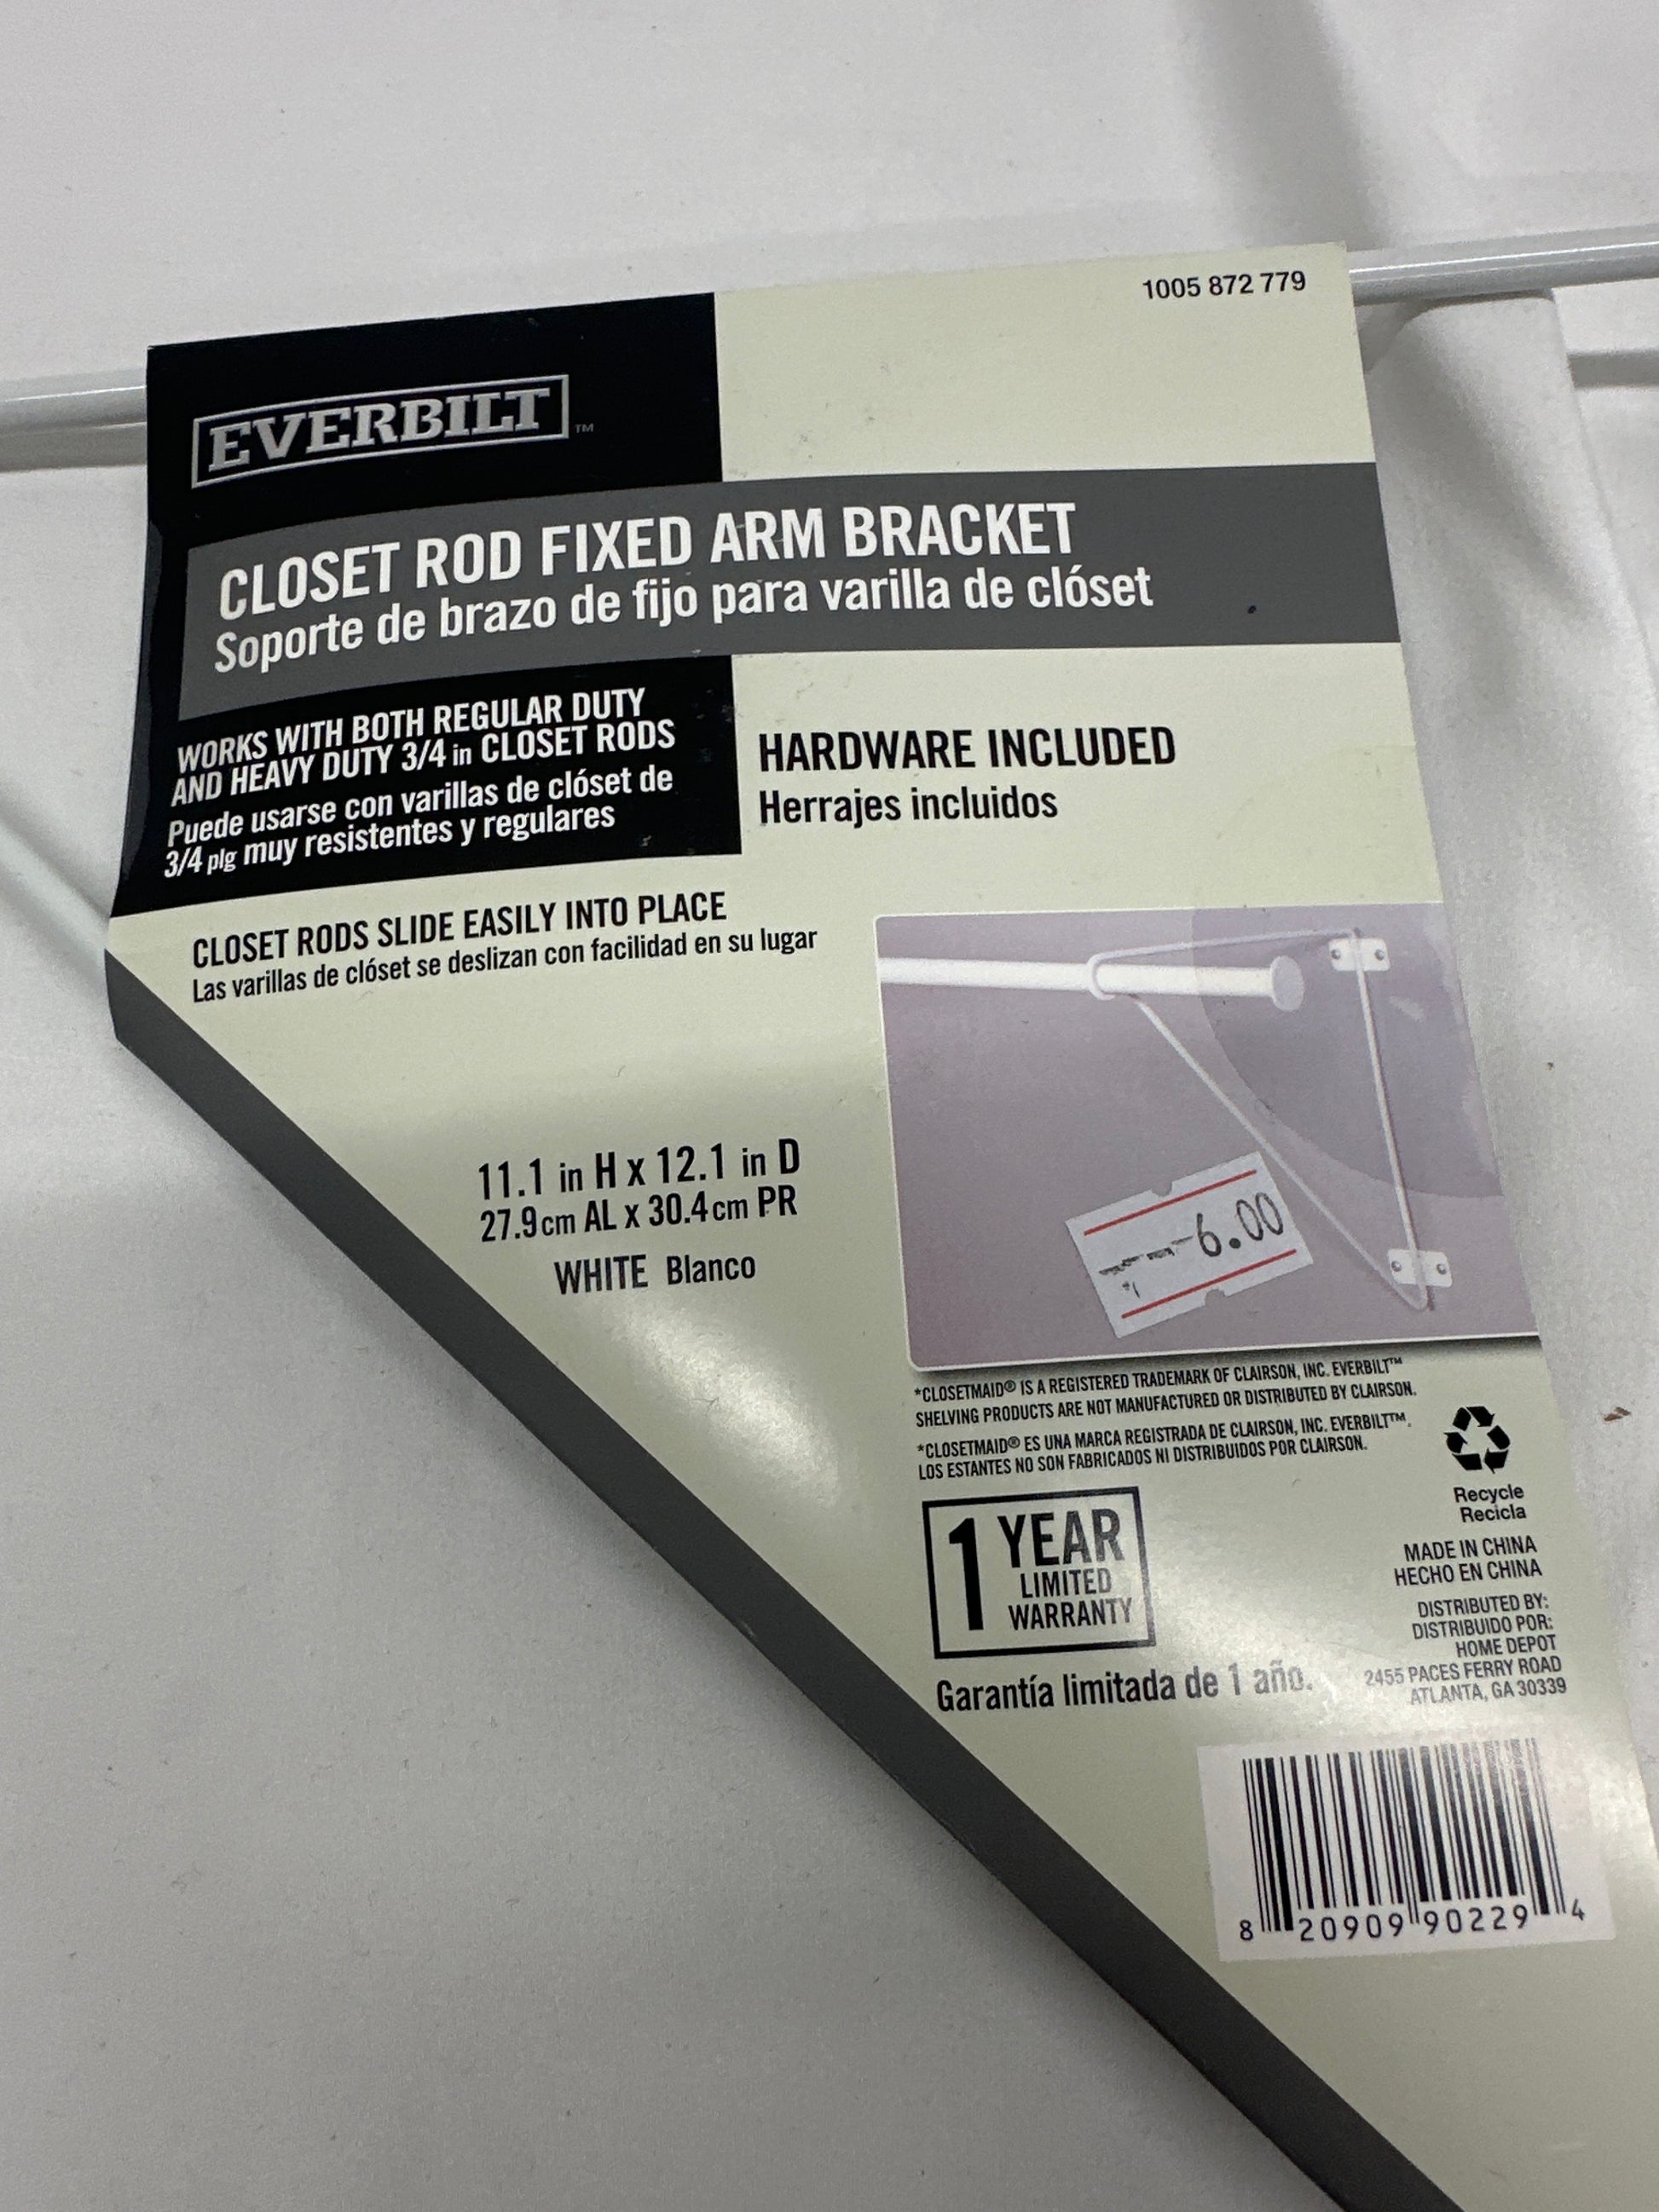 1005 872 779
EVERBILT™
CLOSET ROD FIXED ARM BRACKET
Soporte de brazo de fijo para varilla de clóset
WORKS WITH BOTH REGULAR DUTY
AND HEAVY DUTY 3/4 in CLOSET RODS
Puede usarse con varillas de clóset de
3/4 plg muy resistentes y regulares
HARDWARE INCLUDED
Herrajes incluidos
CLOSET RODS SLIDE EASILY INTO PLACE
Las varillas de clóset se deslizan con facilidad en su lugar
11.1 in H x 12.1 in D
27.9cm AL x 30.4cm PR
WHITE Blanco
6.00
*CLOSETMAID® IS A REGISTERED TRADEMARK OF CLAIRSON, INC. EVERBILT™
SHELVING PRODUCTS ARE NOT MANUFACTURED OR DISTRIBUTED BY CLAIRSON.
*CLOSETMAID® ES UNA MARCA REGISTRADA DE CLAIRSON, INC. EVERBILT™.
LOS ESTANTES NO SON FABRICADOS NI DISTRIBUIDOS POR CLAIRSON.
Recycle
Recicla
1 YEAR
LIMITED
WARRANTY
Garantía limitada de 1 año.
MADE IN CHINA
HECHO EN CHINA
DISTRIBUTED BY:
DISTRIBUIDO POR:
HOME DEPOT
2455 PACES FERRY ROAD
ATLANTA, GA 30339
8 20909 90229 4